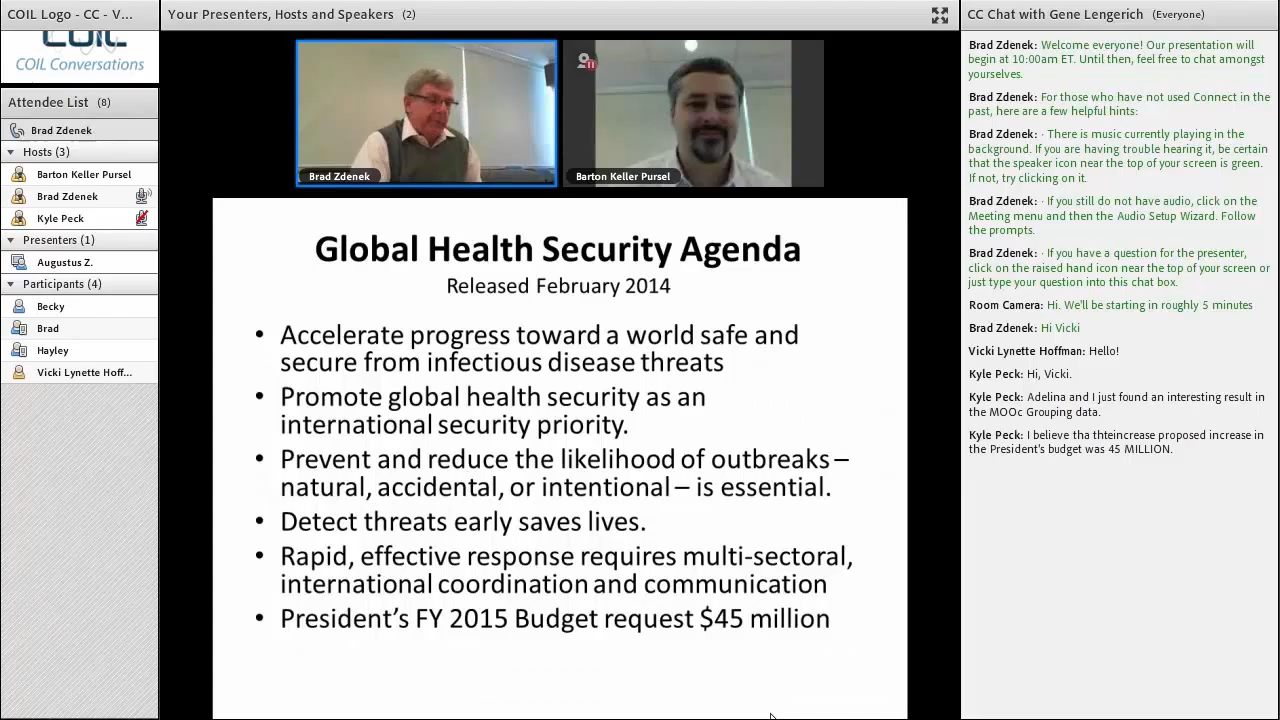 COIL Logo - CC - V...
COIL
COIL Conversations
Attendee List (8)
Brad Zdenek
Hosts (3)
Barton Keller Pursel
Brad Zdenek
Kyle Peck
Presenters (1)
Augustus Z.
Participants (4)
Becky
Brad
Hayley
Vicki Lynette Hoff...
Your Presenters, Hosts and Speakers (2)
Brad Zdenek
Barton Keller Pursel
Global Health Security Agenda
Released February 2014
• Accelerate progress toward a world safe and
secure from infectious disease threats
• Promote global health security as an
international security priority.
• Prevent and reduce the likelihood of outbreaks –
natural, accidental, or intentional – is essential.
• Detect threats early saves lives.
• Rapid, effective response requires multi-sectoral,
international coordination and communication
• President's FY 2015 Budget request $45 million
CC Chat with Gene Lengerich (Everyone)
Brad Zdenek: Welcome everyone! Our presentation will
begin at 10:00am ET. Until then, feel free to chat amongst
yourselves.
Brad Zdenek: For those who have not used Connect in the
past, here are a few helpful hints:
Brad Zdenek: · There is music currently playing in the
background. If you are having trouble hearing it, be certain
that the speaker icon near the top of your screen is green.
If not, try clicking on it.
Brad Zdenek: · If you still do not have audio, click on the
Meeting menu and then the Audio Setup Wizard. Follow
the prompts.
Brad Zdenek: · If you have a question for the presenter,
click on the raised hand icon near the top of your screen or
just type your question into this chat box.
Room Camera: Hi. We'll be starting in roughly 5 minutes
Brad Zdenek: Hi Vicki
Vicki Lynette Hoffman: Hello!
Kyle Peck: Hi, Vicki.
Kyle Peck: Adelina and I just found an interesting result in
the MOOc Grouping data.
Kyle Peck: I believe tha thteincrease proposed increase in
the President's budget was 45 MILLION.